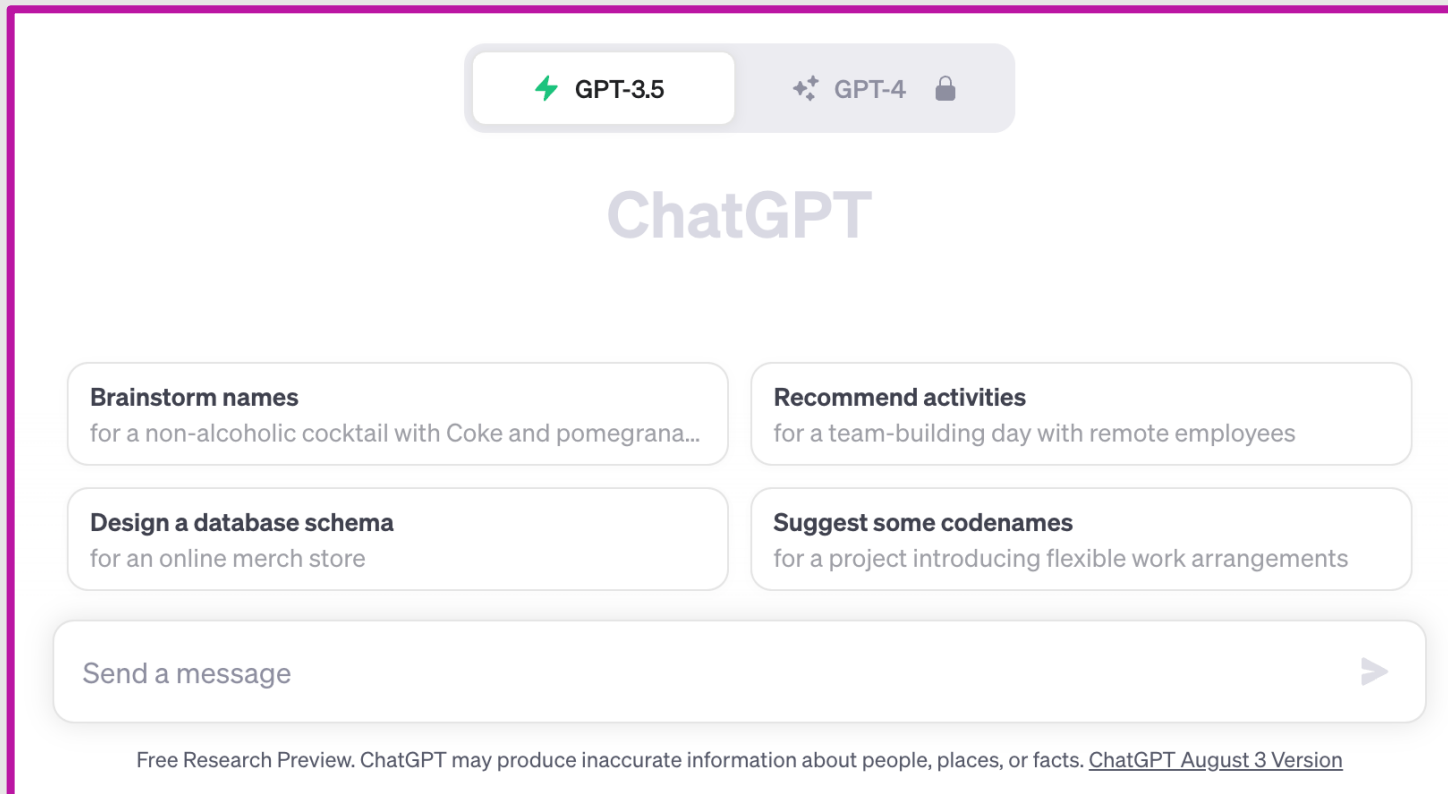 GPT-3.5
GPT-4
ChatGPT
Brainstorm names
for a non-alcoholic cocktail with Coke and pomegrana...
Recommend activities
for a team-building day with remote employees
Design a database schema
for an online merch store
Suggest some codenames
for a project introducing flexible work arrangements
Send a message
Free Research Preview. ChatGPT may produce inaccurate information about people, places, or facts. ChatGPT August 3 Version